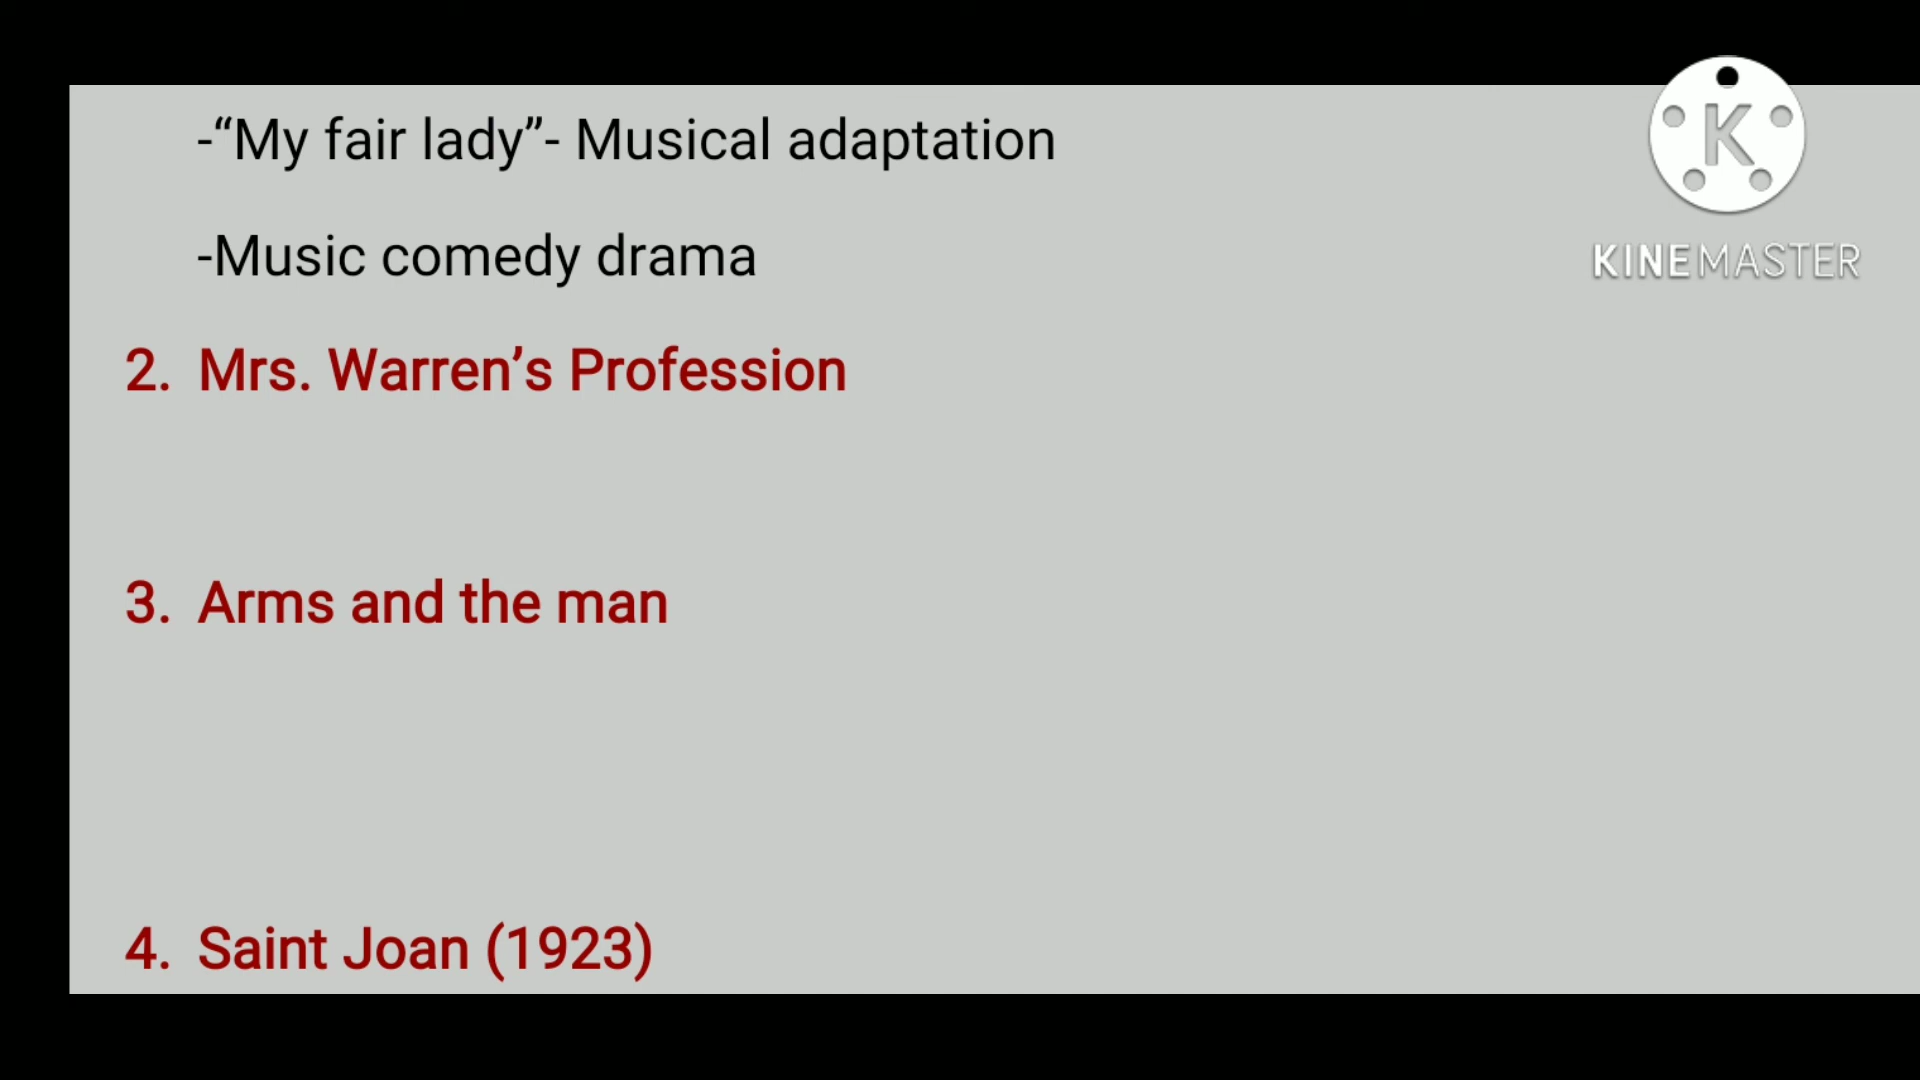 -“My fair lady”- Musical adaptation
-Music comedy drama
2. Mrs. Warren’s Profession
3. Arms and the man
4. Saint Joan (1923)
K
KINEMASTER